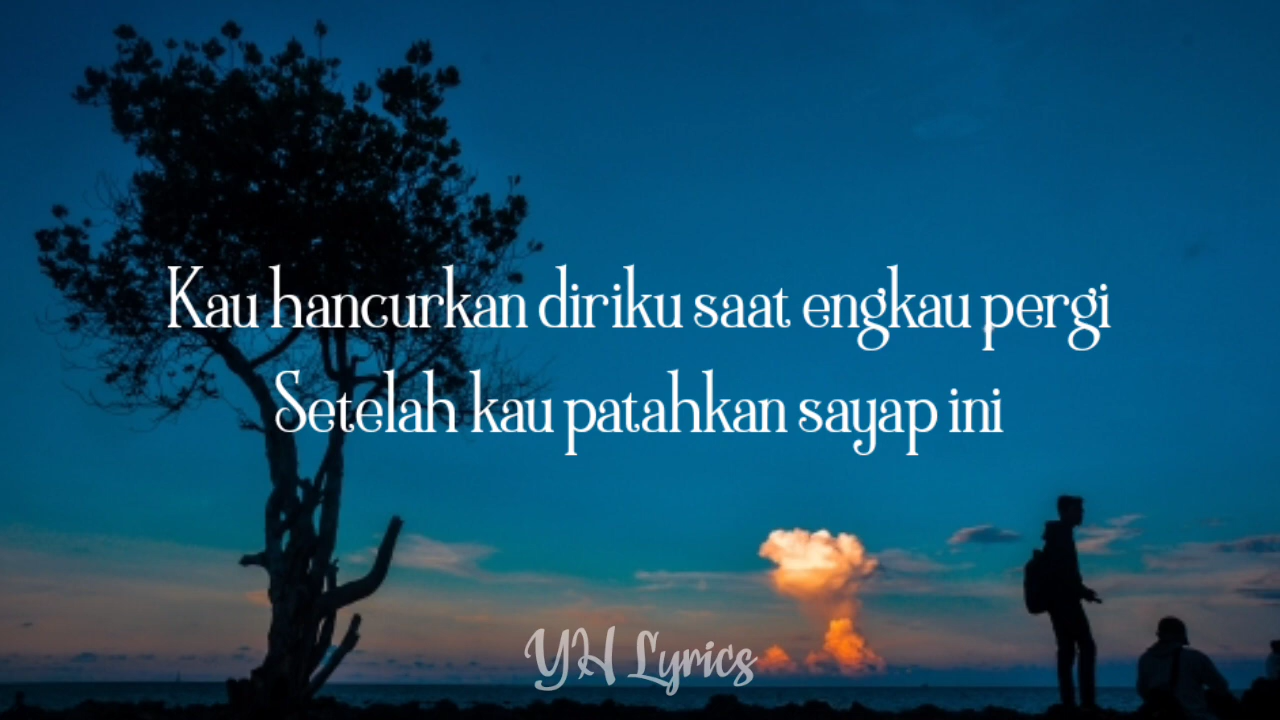 Kau hancurkan diriku saat engkau pergi
Setelah kau patahkan sayap ini
YH Lyrics